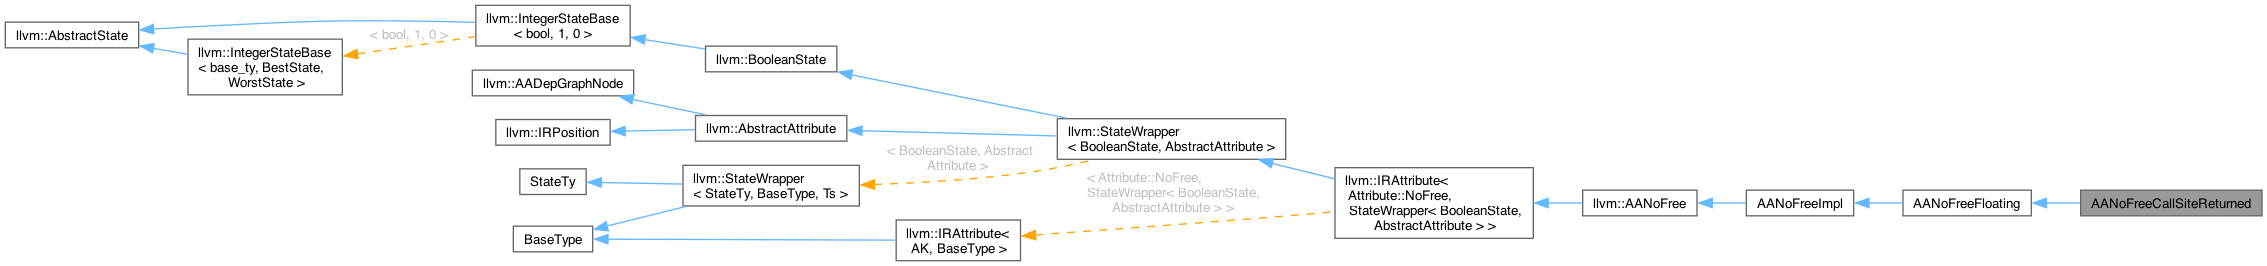 llvm::AbstractState
llvm::IntegerStateBase
< base_ty, BestState,
WorstState >
< bool, 1, 0 >
llvm::IntegerStateBase
< bool, 1, 0 >
llvm::AADepGraphNode
llvm::IRPosition
StateTy
BaseType
llvm::BooleanState
llvm::AbstractAttribute
llvm::StateWrapper
< StateTy, BaseType, Ts >
< BooleanState, Abstract
Attribute >
llvm::IRAttribute<
AK, BaseType >
llvm::StateWrapper
< BooleanState, AbstractAttribute >
< Attribute::NoFree,
StateWrapper< BooleanState,
AbstractAttribute > >
llvm::IRAttribute<
Attribute::NoFree,
StateWrapper< BooleanState,
AbstractAttribute > >
llvm::AANoFree
AANoFreeImpl
AANoFreeFloating
AANoFreeCallSiteReturned